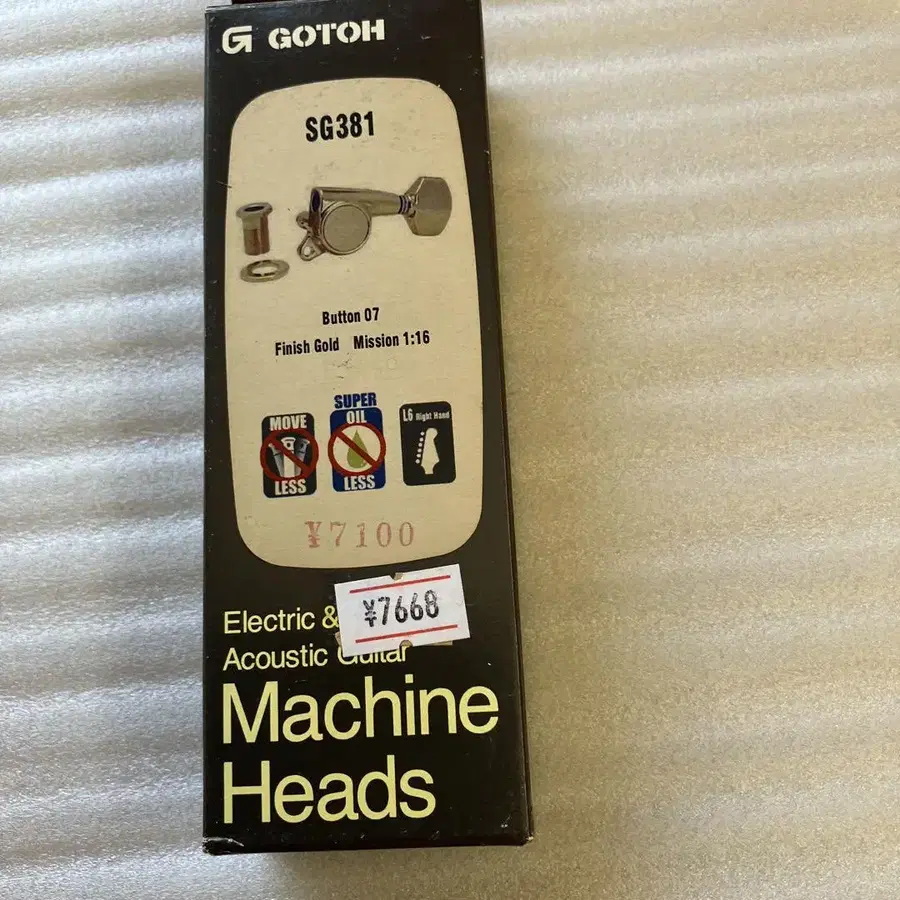 GOTOH
SG381
Button 07
Finish Gold Mission 1:16
MOVE
LESS
SUPER
OIL
LESS
L6 Right Hand
¥7100
¥7668
Electric &
Acoustic Guitar
Machine
Heads